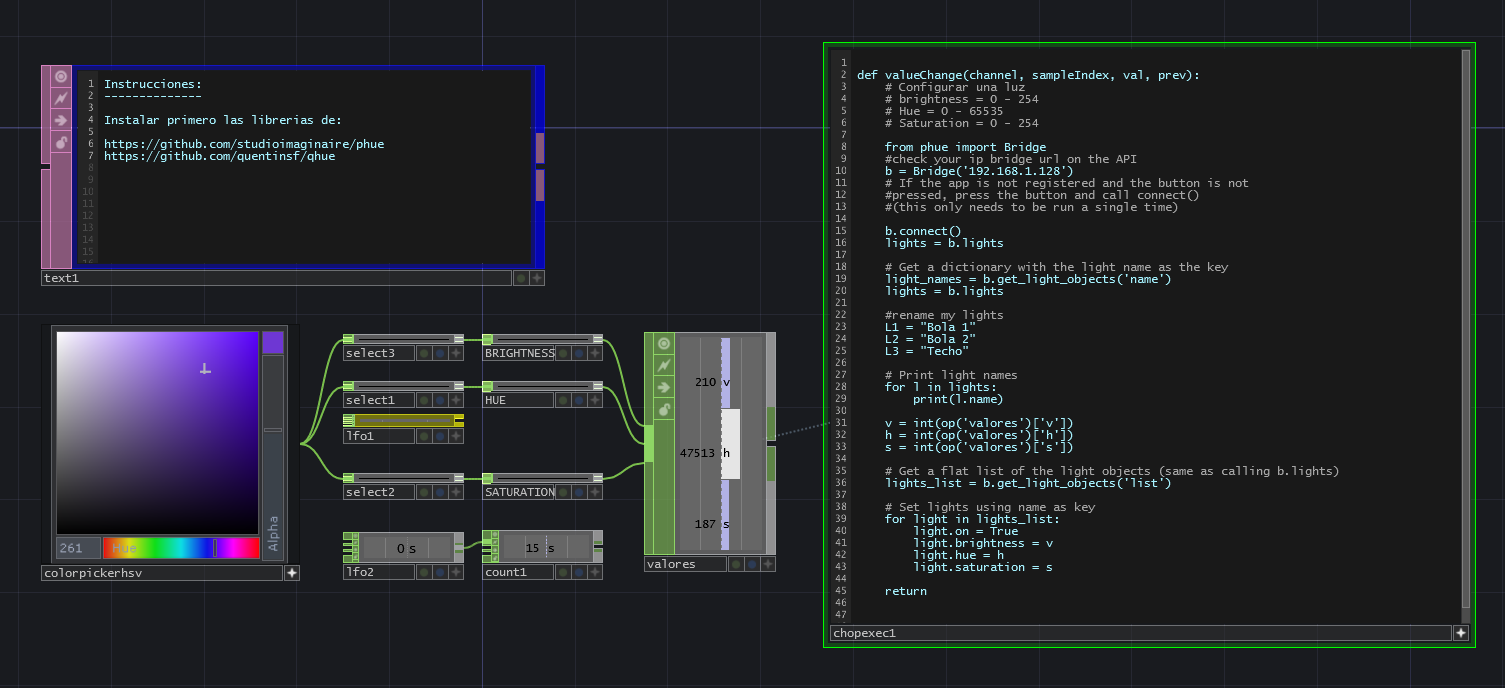 1 Instrucciones:
2 --------------
3
4 Instalar primero las librerias de:
5
6 https://github.com/studioimaginaire/phue
7 https://github.com/quentinsf/qhue
8
9
10
11
12
13
14
15
16
text1
261 Hue
Alpha
colorpickerhsv
select3
BRIGHTNESS
select1
HUE
lfo1
select2
SATURATION
0 s
lfo2
15 s
count1
210 v
47513 h
187 s
valores
1
2 def valueChange(channel, sampleIndex, val, prev):
3 # Configurar una luz
4 # brightness = 0 - 254
5 # Hue = 0 - 65535
6 # Saturation = 0 - 254
7
8 from phue import Bridge
9 #check your ip bridge url on the API
10 b = Bridge('192.168.1.128')
11 # If the app is not registered and the button is not
12 #pressed, press the button and call connect()
13 #(this only needs to be run a single time)
14
15 b.connect()
16 lights = b.lights
17
18 # Get a dictionary with the light name as the key
19 light_names = b.get_light_objects('name')
20 lights = b.lights
21
22 #rename my lights
23 L1 = "Bola 1"
24 L2 = "Bola 2"
25 L3 = "Techo"
26
27 # Print light names
28 for l in lights:
29 print(l.name)
30
31 v = int(op('valores')['v'])
32 h = int(op('valores')['h'])
33 s = int(op('valores')['s'])
34
35 # Get a flat list of the light objects (same as calling b.lights)
36 lights_list = b.get_light_objects('list')
37
38 # Set lights using name as key
39 for light in lights_list:
40 light.on = True
41 light.brightness = v
42 light.hue = h
43 light.saturation = s
44
45 return
46
47
chopexec1